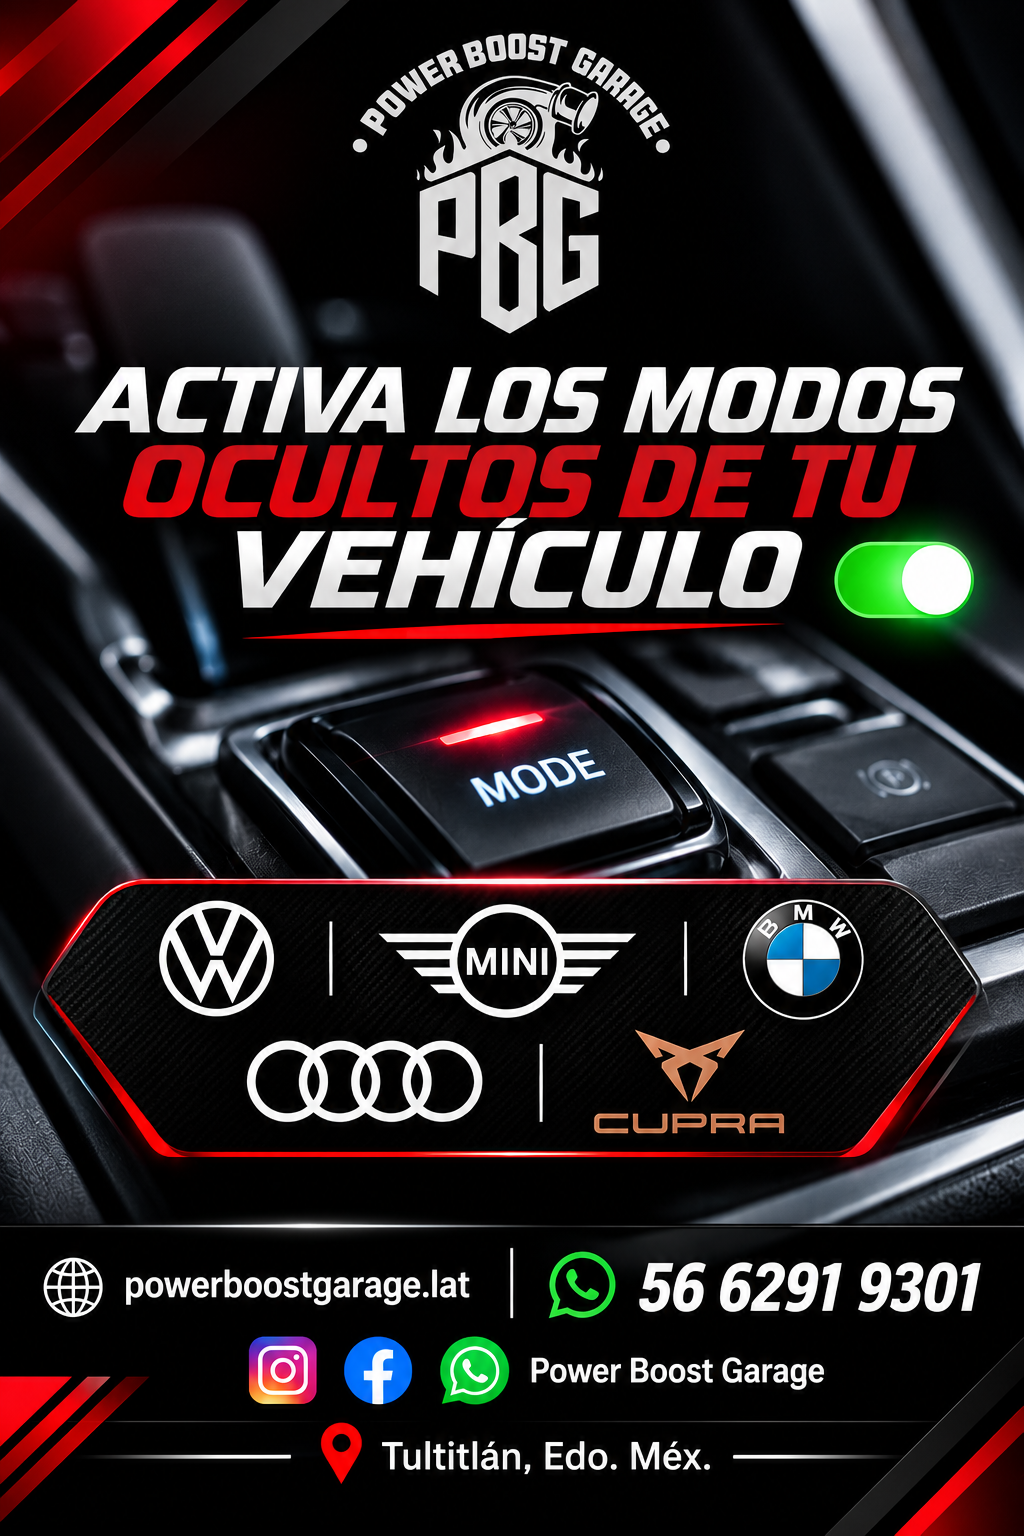 POWER BOOST GARAGE
PBG
ACTIVA LOS MODOS
OCULTOS DE TU
VEHÍCULO
MODE
MINI
BMW
CUPRA
powerboostgarage.lat
56 6291 9301
Power Boost Garage
Tultitlán, Edo. Méx.